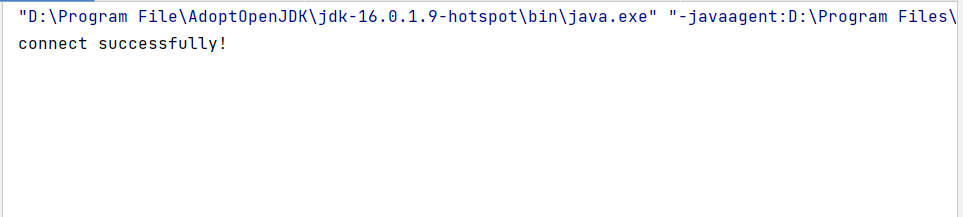 "D:\Program File\AdoptOpenJDK\jdk-16.0.1.9-hotspot\bin\java.exe" "-javaagent:D:\Program Files\
connect successfully!